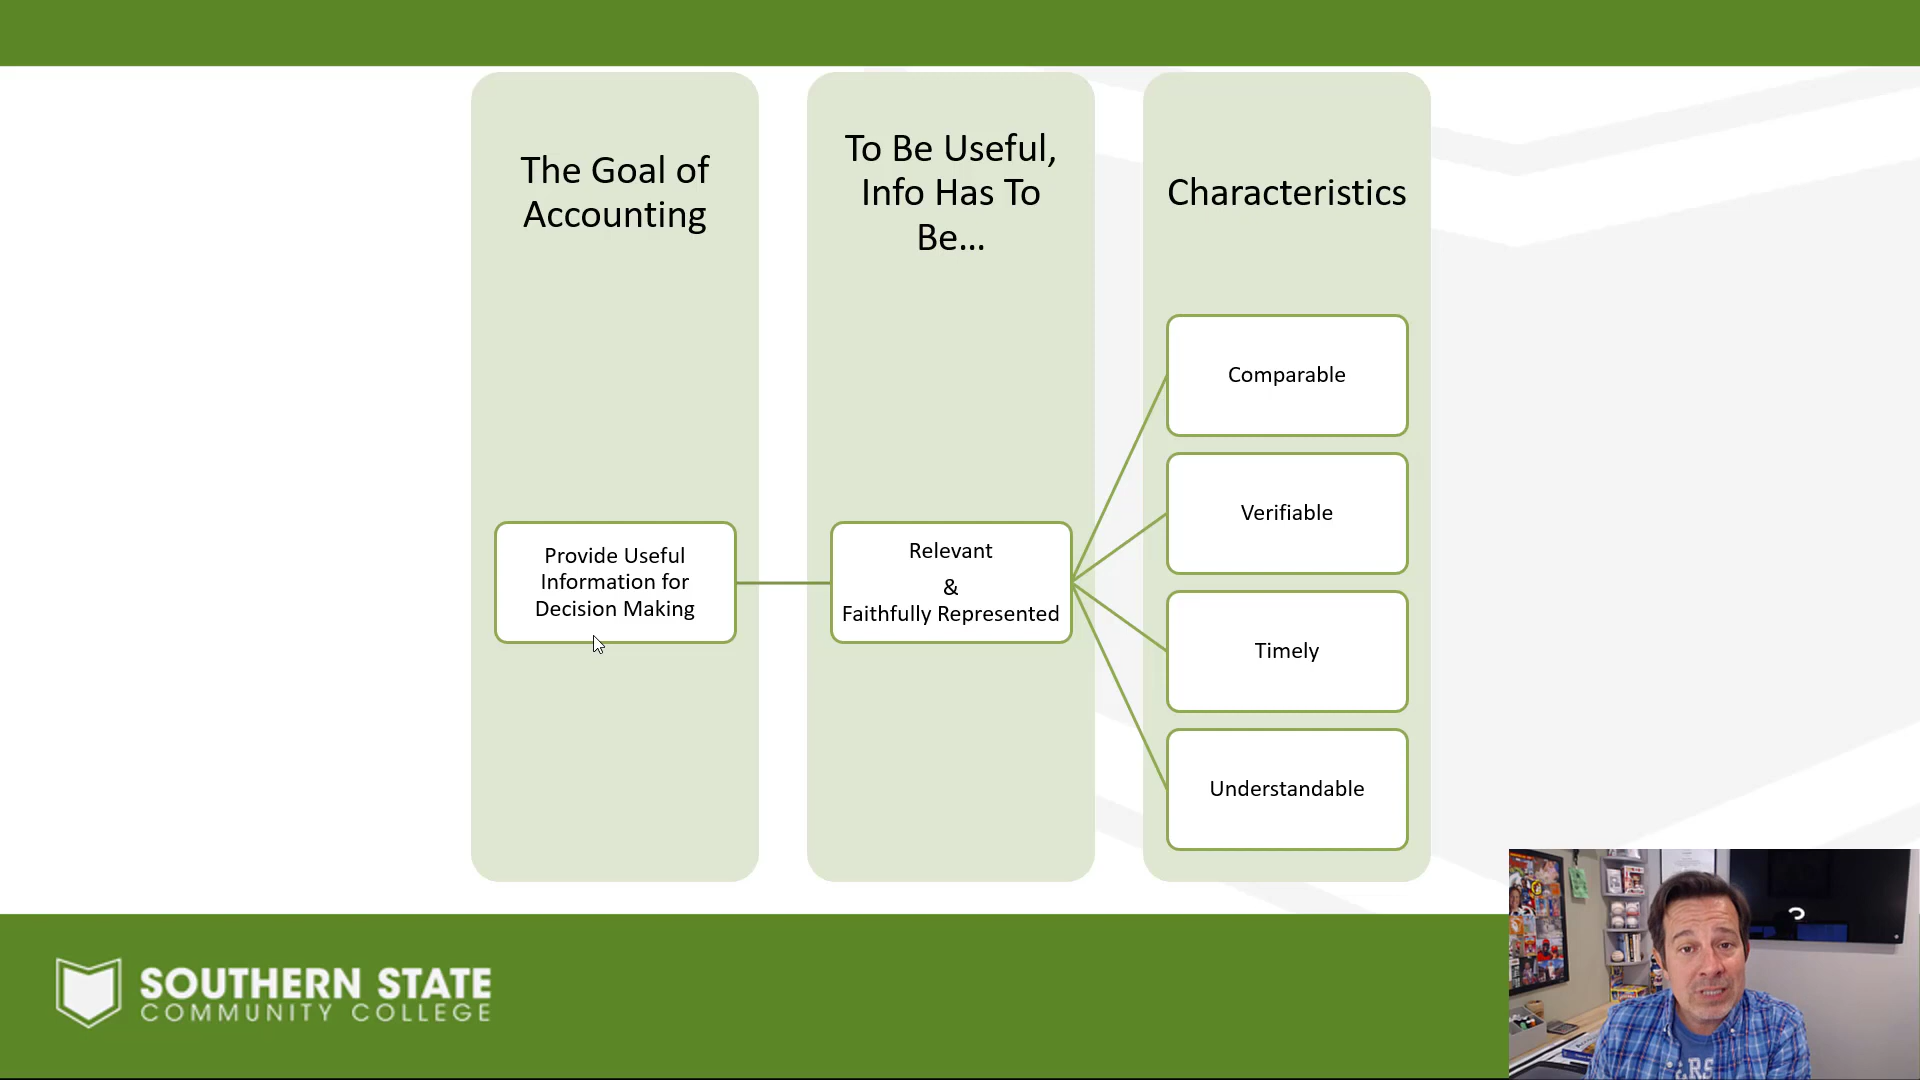 The Goal of
Accounting
Provide Useful
Information for
Decision Making
To Be Useful,
Info Has To
Be...
Relevant
&
Faithfully Represented
Characteristics
Comparable
Verifiable
Timely
Understandable
SOUTHERN STATE
COMMUNITY COLLEGE